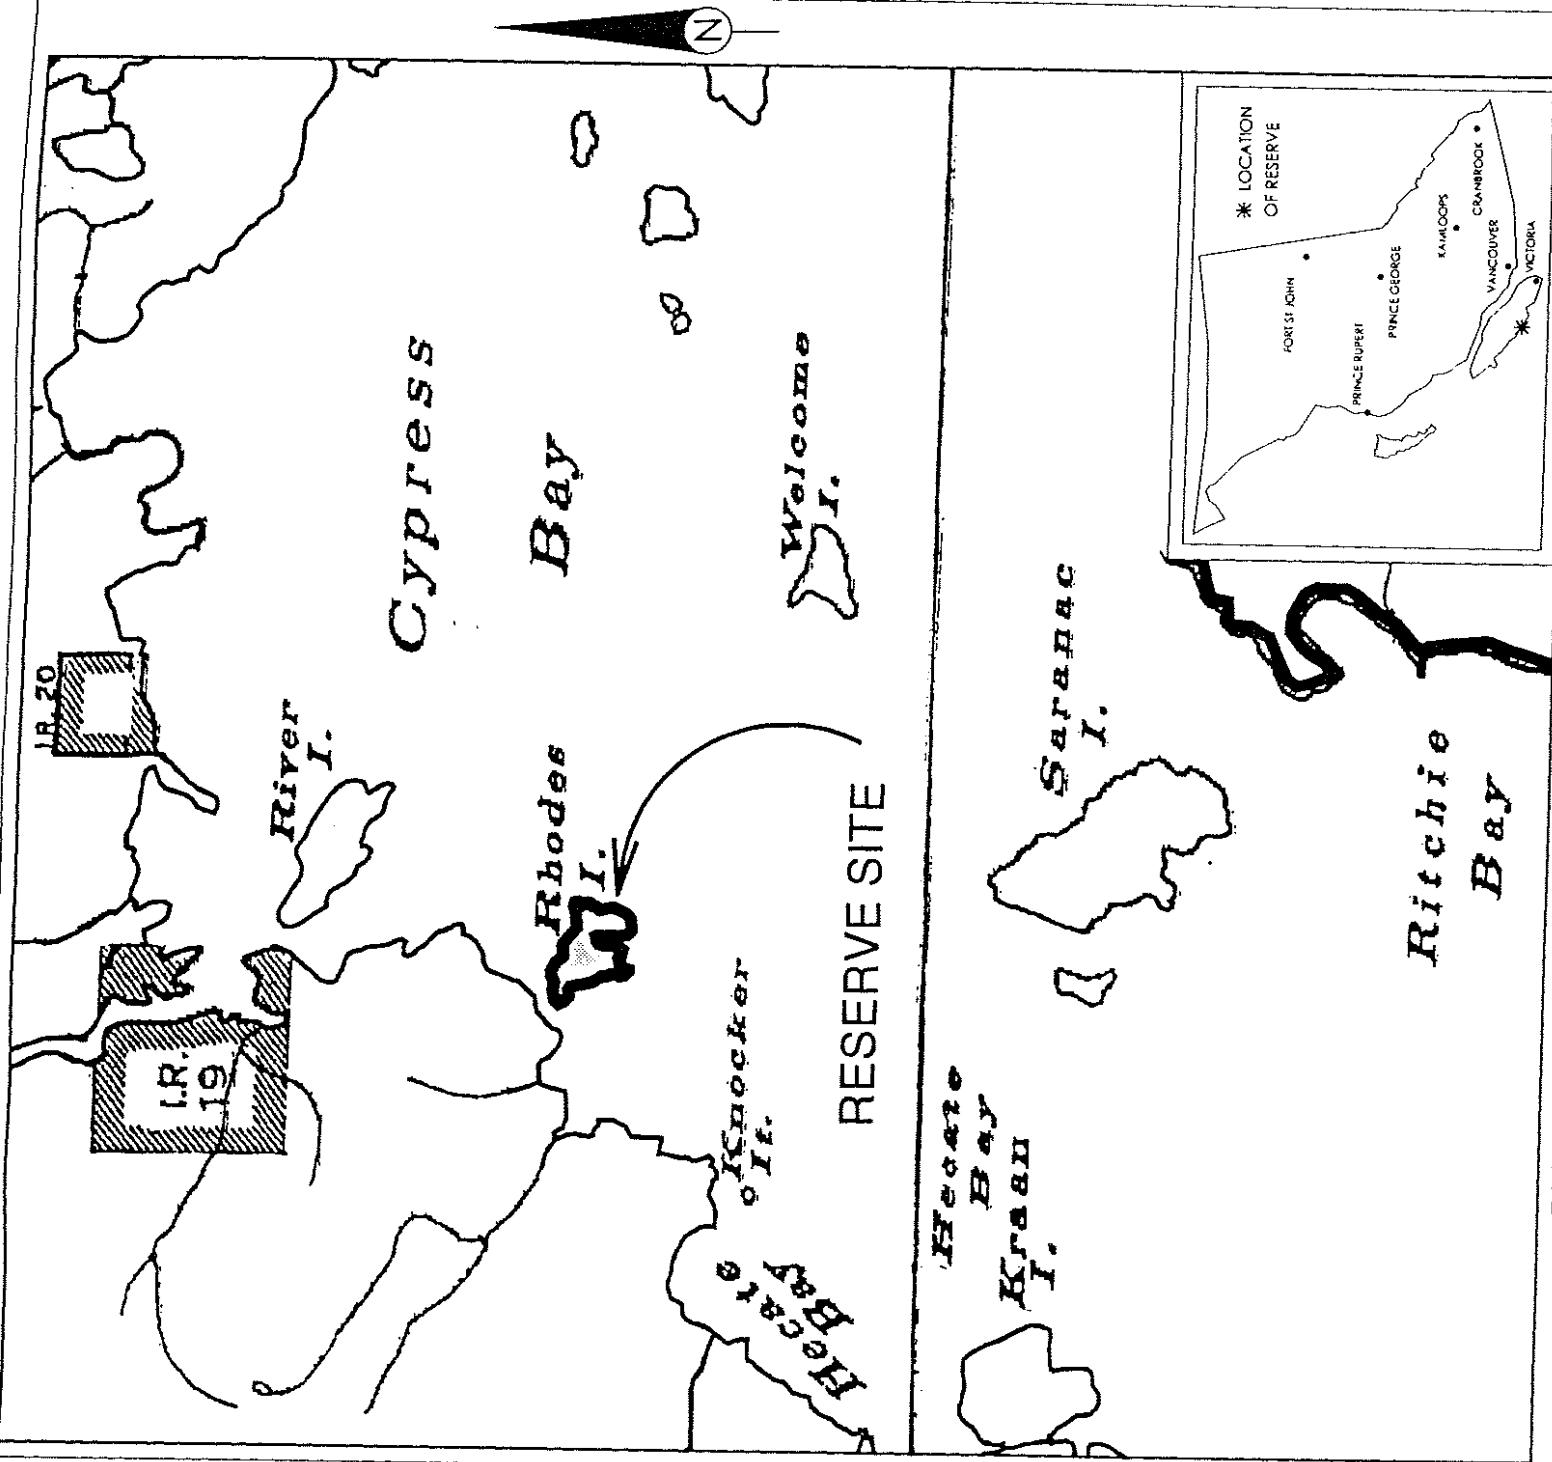 N
I.R. 20
I.R.
19
River
I.
Cypress
Bay
Rhodes
I.
Welcome
I.
Knocker
It.
Hecate
Bay
RESERVE SITE
Hecate
Bay
Kraan
I.
Saranac
I.
Ritchie
Bay
✳ LOCATION
OF RESERVE
FORT ST JOHN
PRINCE RUPERT
PRINCE GEORGE
KAMLOOPS
CRANBROOK
VANCOUVER
VICTORIA